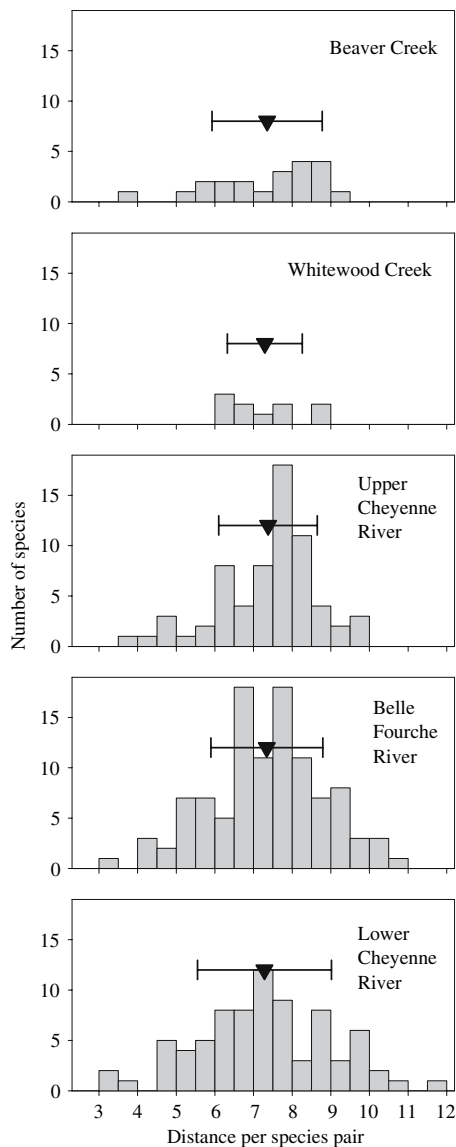 15
10
5
0
Beaver Creek
15
10
5
0
Whitewood Creek
15
10
5
0
Upper
Cheyenne
River
Number of species
15
10
5
0
Belle
Fourche
River
15
10
5
0
Lower
Cheyenne
River
3 4 5 6 7 8 9 10 11 12
Distance per species pair